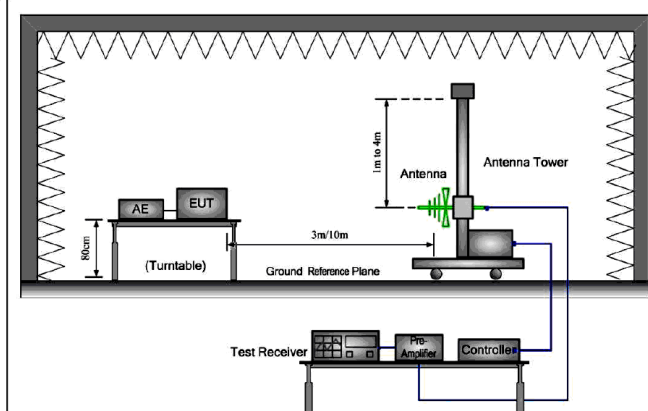 1m to 4m
Antenna
Antenna Tower
AE
EUT
3m/10m
80cm
(Turntable)
Ground Reference Plane
Test Receiver
Pre-
Amplifier
Controller